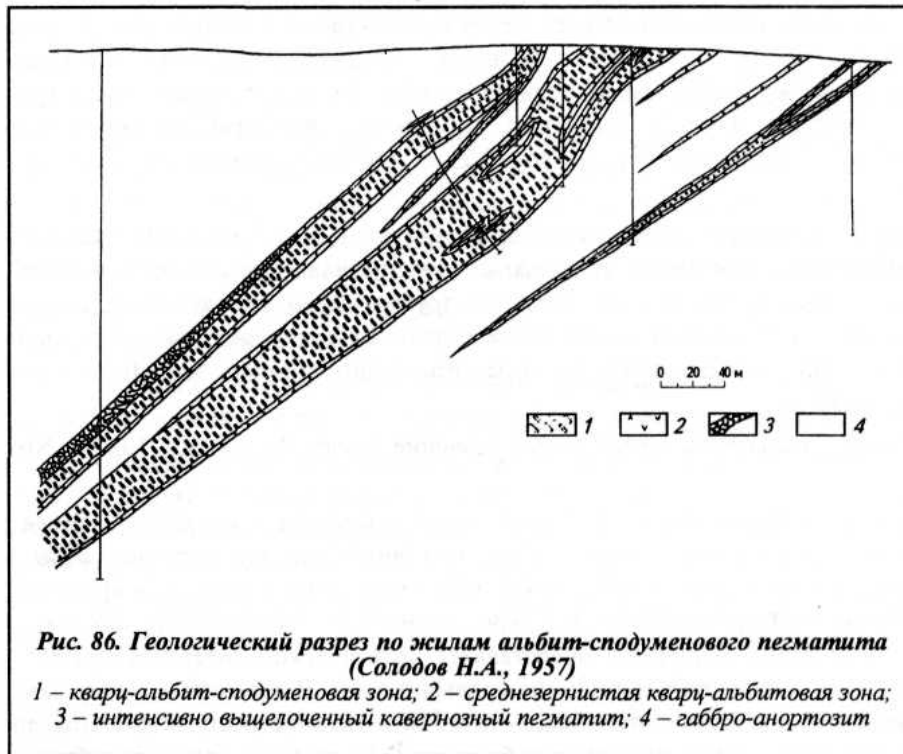 0 20 40 м
1 2 3 4
Рис. 86. Геологический разрез по жилам альбит-сподуменового пегматита
(Солодов Н.А., 1957)
1 – кварц-альбит-сподуменовая зона; 2 – среднезернистая кварц-альбитовая зона;
3 – интенсивно выщелоченный кавернозный пегматит; 4 – габбро-анортозит